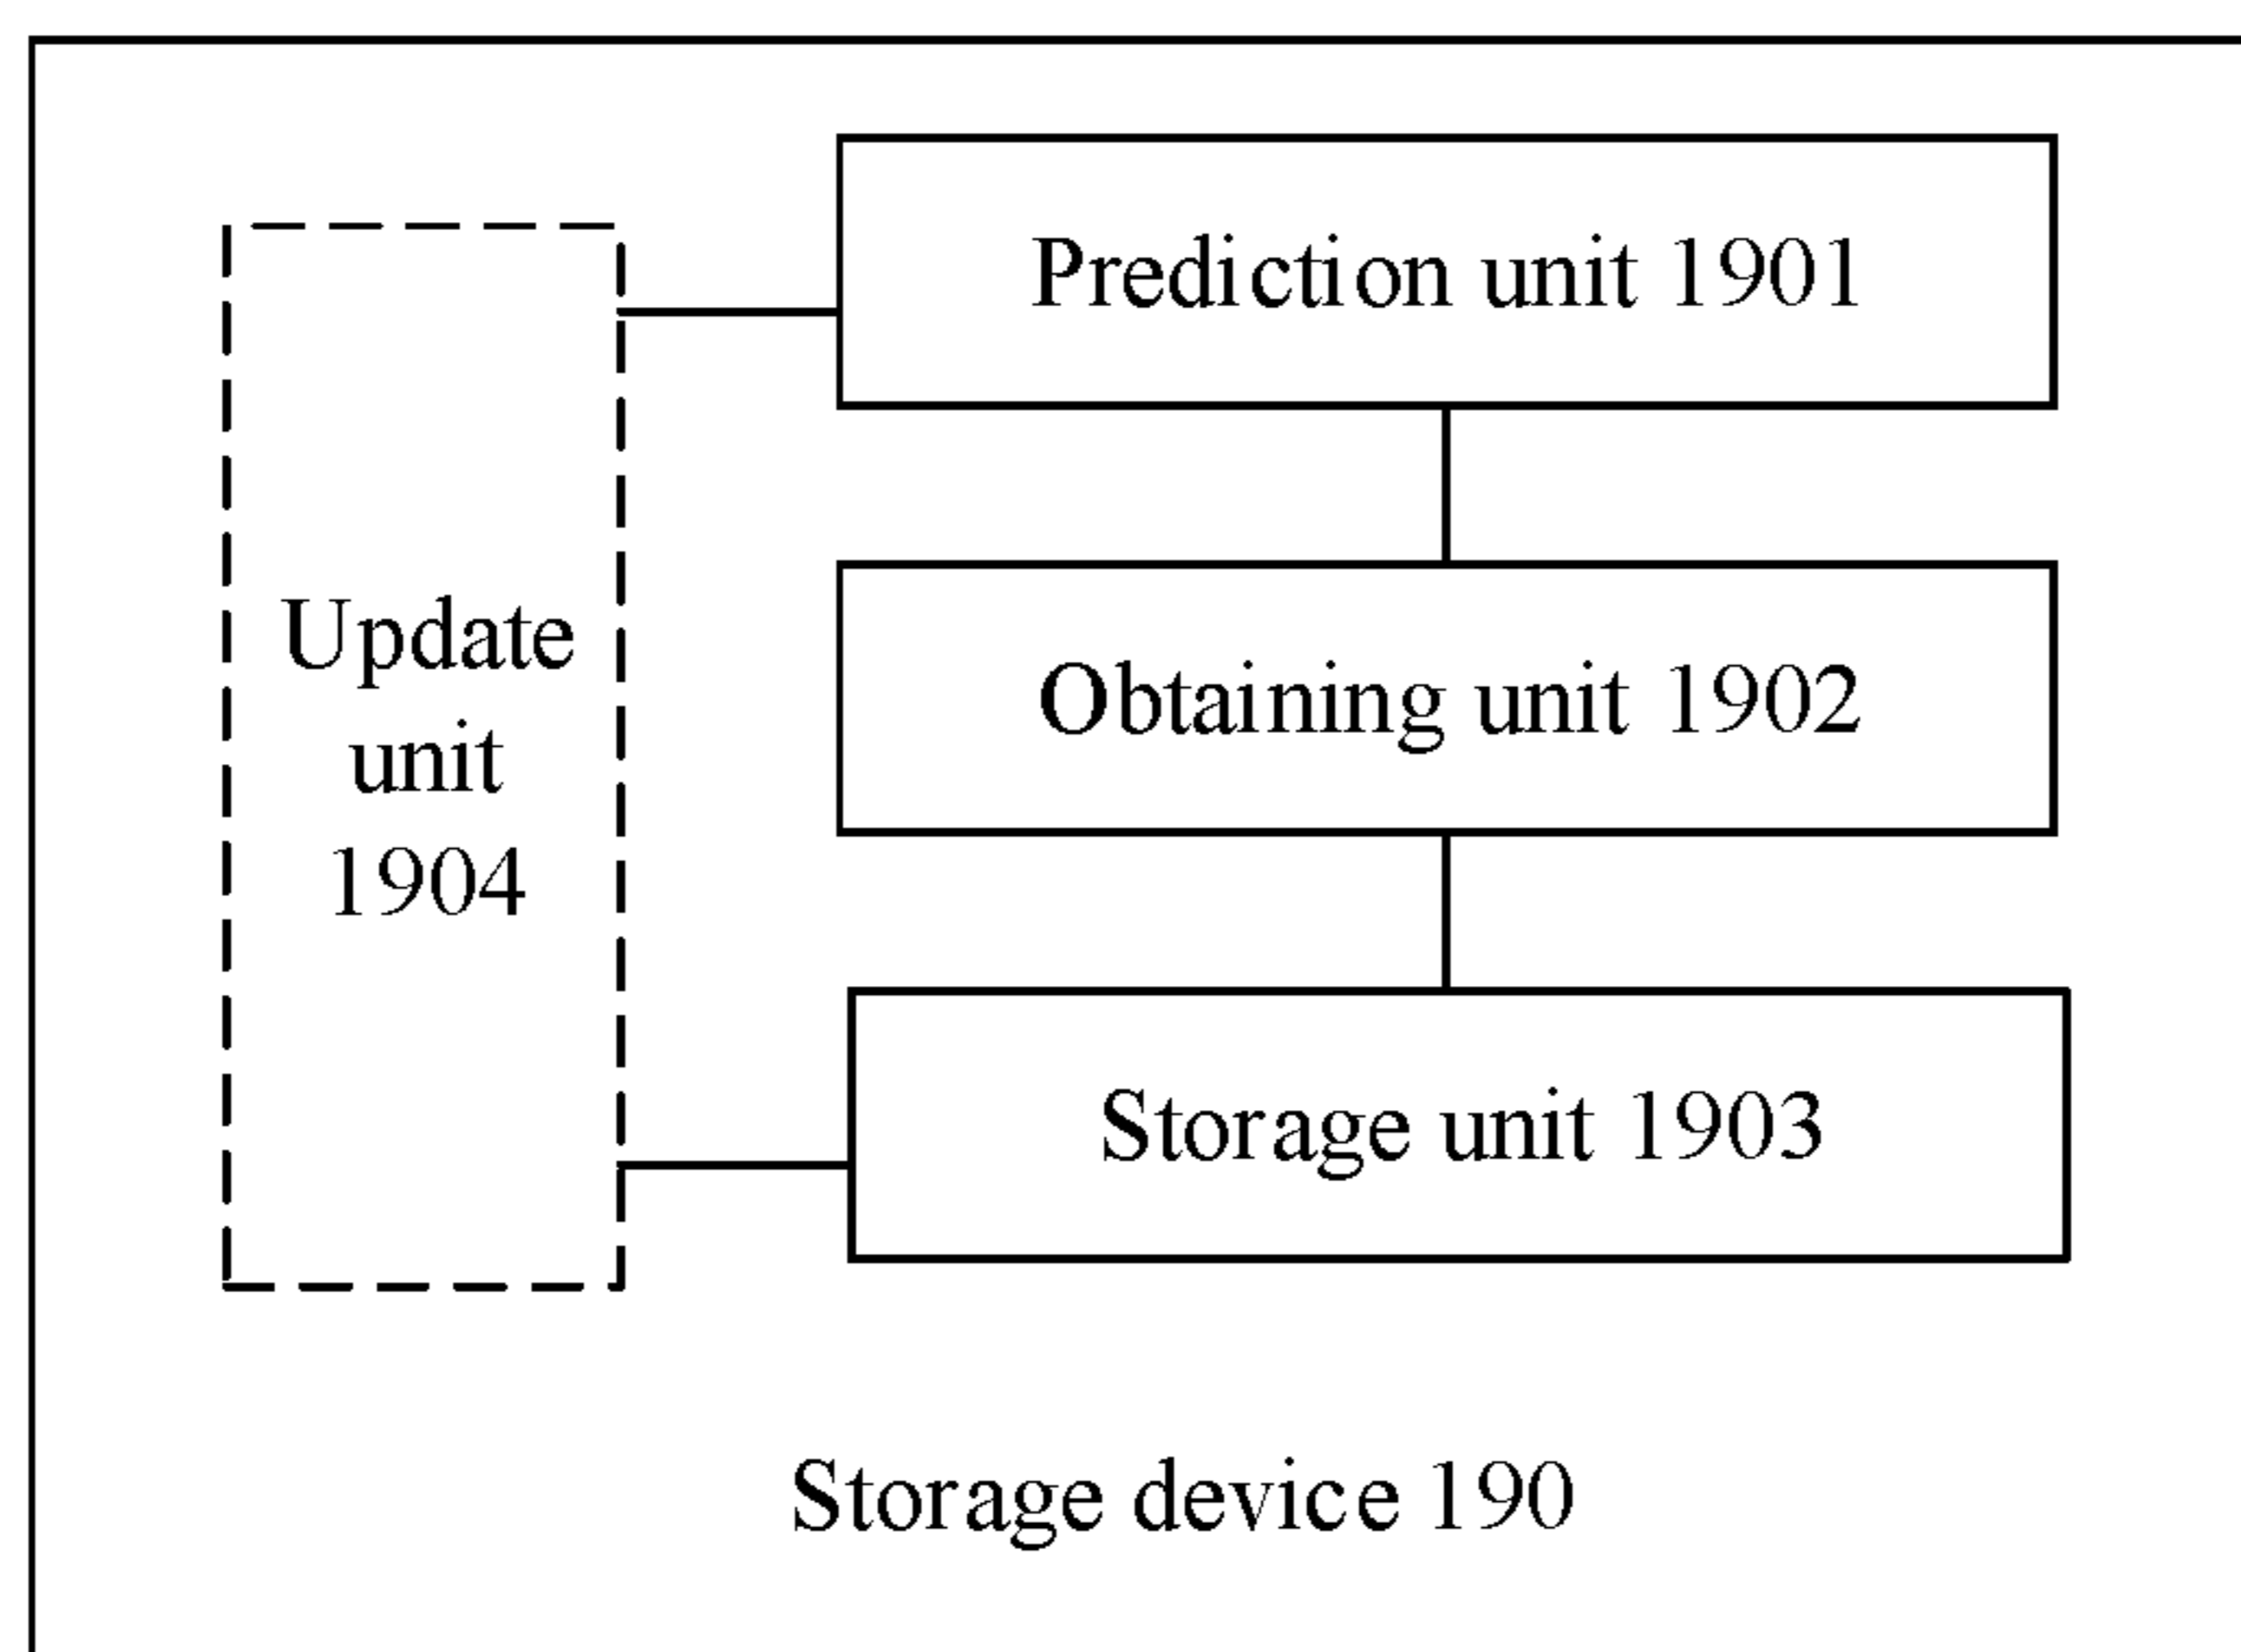 Prediction unit 1901
Update
unit
1904
Obtaining unit 1902
Storage unit 1903
Storage device 190